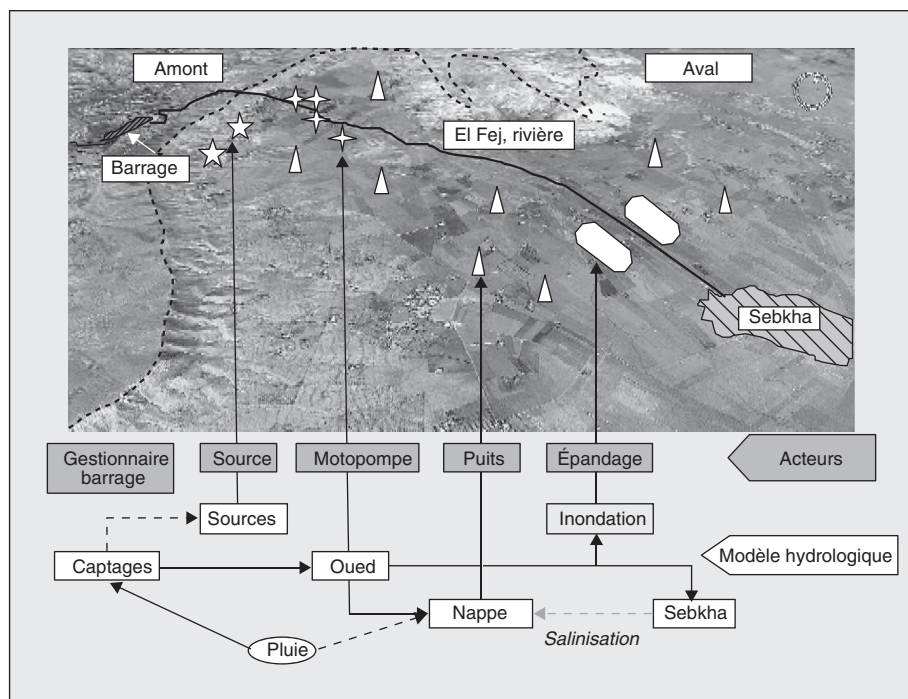 Amont
Aval
El Fej, rivière
Barrage
Sebkha
Gestionnaire
barrage
Source
Motopompe
Puits
Épandage
Acteurs
Sources
Inondation
Captages
Oued
Modèle hydrologique
Nappe
Sebkha
Salinisation
Pluie